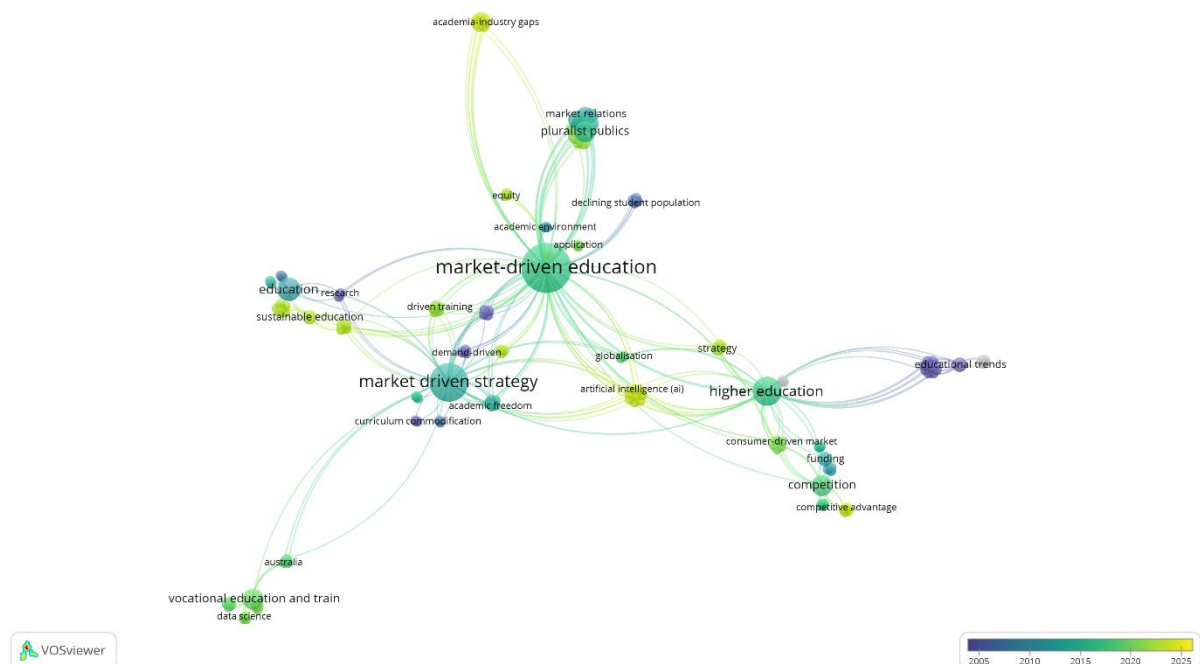 academia-industry gaps
market relations
pluralist publics
equity
declining student population
academic environment
application
market-driven education
education
research
driven training
sustainable education
demand-driven
globalisation
strategy
educational trends
market driven strategy
artificial intelligence (ai)
higher education
academic freedom
curriculum commodification
consumer-driven market
funding
competition
competitive advantage
australia
vocational education and train
data science
VOSviewer
2005 2010 2015 2020 2025